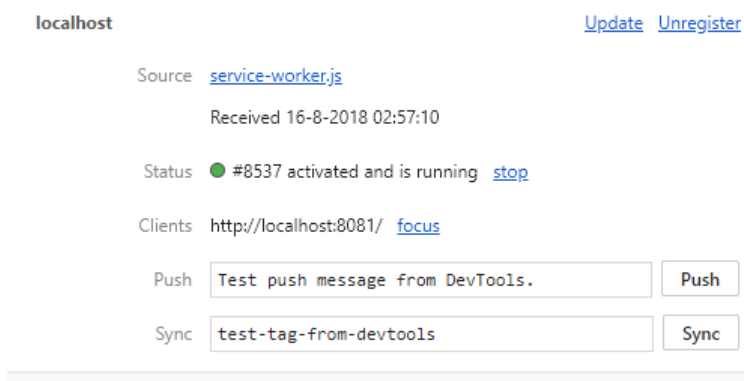 localhost Update Unregister
Source service-worker.js
Received 16-8-2018 02:57:10
Status #8537 activated and is running stop
Clients http://localhost:8081/ focus
Push Test push message from DevTools. Push
Sync test-tag-from-devtools Sync